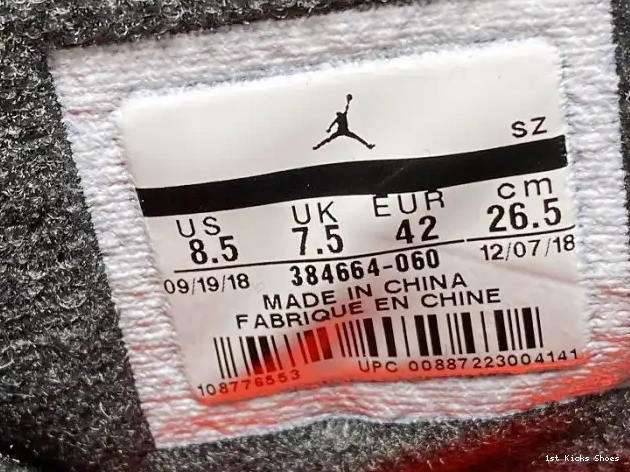 SZ
US UK EUR cm
8.5 7.5 42 26.5
09/19/18 384664-060 12/07/18
MADE IN CHINA
FABRIQUE EN CHINE
108776553 UPC 00887223004141
1st Kicks Shoes